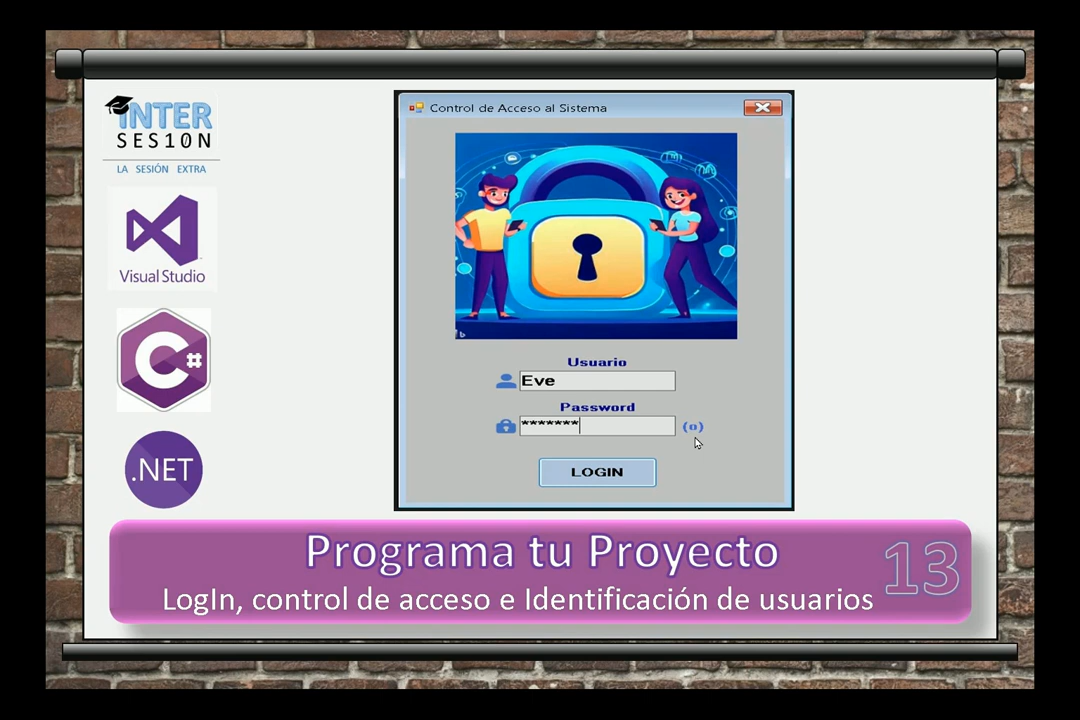 INTER
SES10N
LA SESIÓN EXTRA
Visual Studio
C#
.NET
Control de Acceso al Sistema
b
Usuario
Eve
Password
*******
(o)
LOGIN
Programa tu Proyecto
13
LogIn, control de acceso e Identificación de usuarios